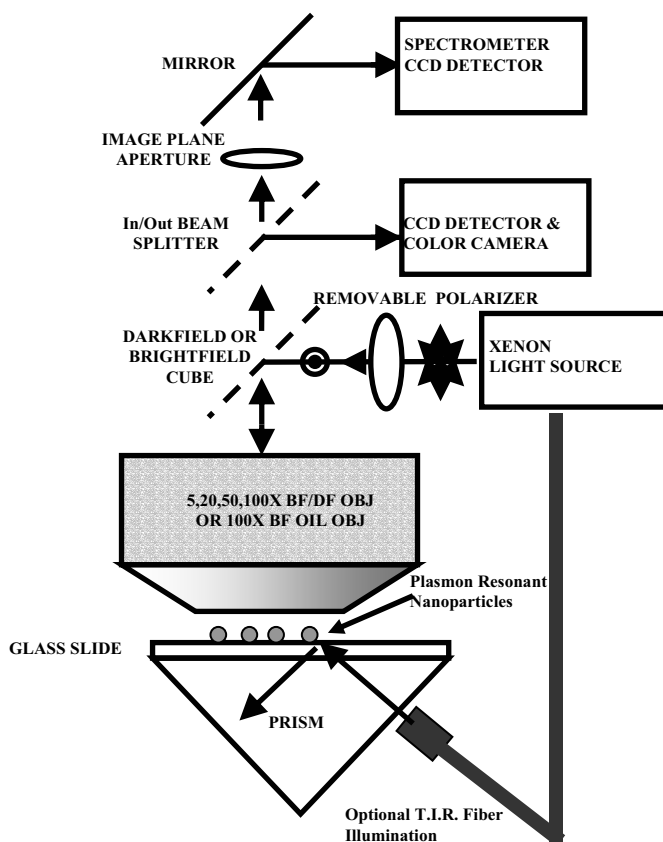 SPECTROMETER
CCD DETECTOR
MIRROR
IMAGE PLANE
APERTURE
In/Out BEAM
SPLITTER
CCD DETECTOR &
COLOR CAMERA
REMOVABLE POLARIZER
DARKFIELD OR
BRIGHTFIELD
CUBE
XENON
LIGHT SOURCE
5,20,50,100X BF/DF OBJ
OR 100X BF OIL OBJ
Plasmon Resonant
Nanoparticles
GLASS SLIDE
PRISM
Optional T.I.R. Fiber
Illumination